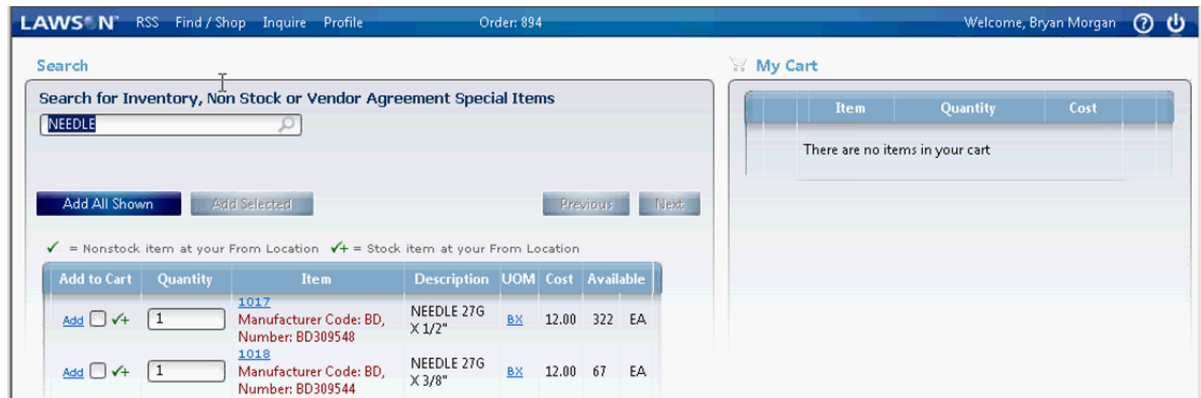 LAWSON RSS Find / Shop Inquire Profile Order: 894 Welcome, Bryan Morgan ?
Search
My Cart
Search for Inventory, Non Stock or Vendor Agreement Special Items
NEEDLE
Item Quantity Cost
There are no items in your cart
Add All Shown Add Selected Previous Next
✓ = Nonstock item at your From Location ✓+ = Stock item at your From Location
Add to Cart Quantity Item Description UOM Cost Available
Add ✓+ 1 1017 Manufacturer Code: BD, Number: BD309548 NEEDLE 27G X 1/2" BX 12.00 322 EA
Add ✓+ 1 1018 Manufacturer Code: BD, Number: BD309544 NEEDLE 27G X 3/8" BX 12.00 67 EA